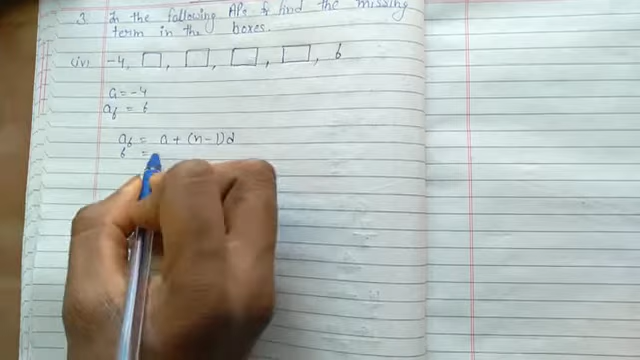 3. In the following APs find the missing
term in the boxes.
(iv) -4, □, □, □, □, 6
a = -4
a6 = 6
a6 = a + (n-1)d
6 =